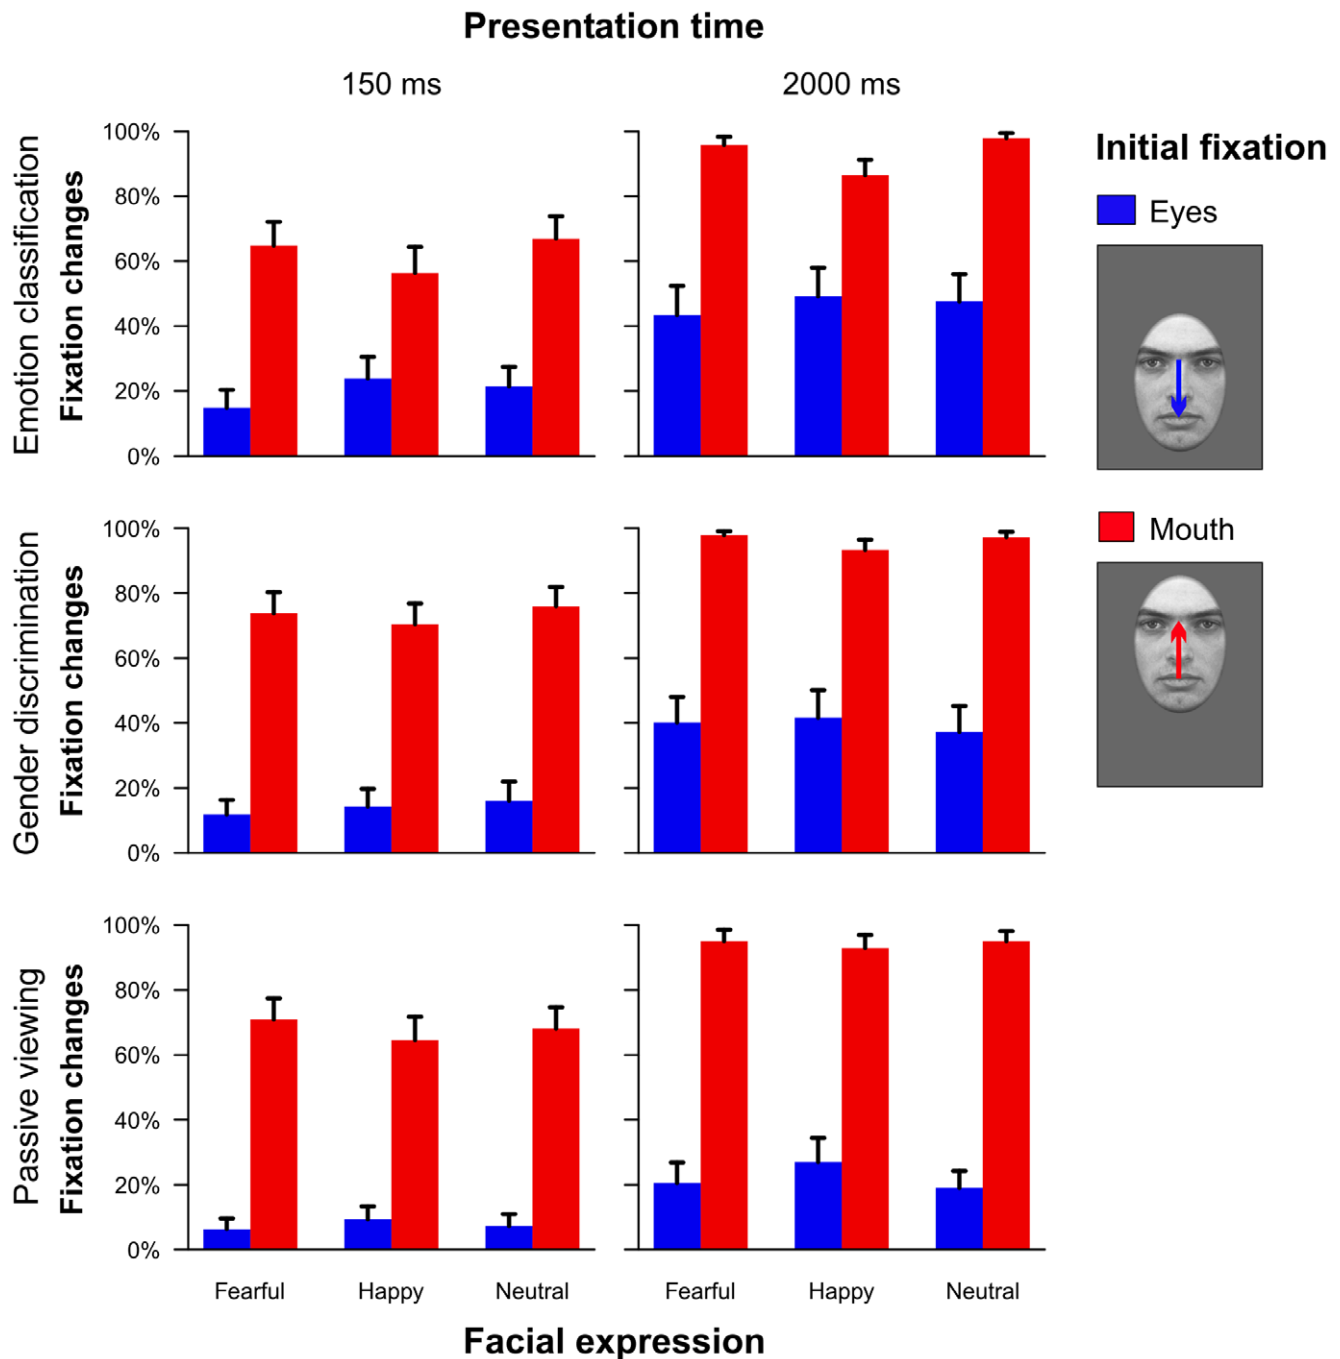 Presentation time
150 ms
2000 ms
Emotion classification
Fixation changes
100%
80%
60%
40%
20%
0%
Initial fixation
Eyes
Mouth
Gender discrimination
Fixation changes
100%
80%
60%
40%
20%
0%
Passive viewing
Fixation changes
100%
80%
60%
40%
20%
0%
Fearful Happy Neutral
Fearful Happy Neutral
Facial expression